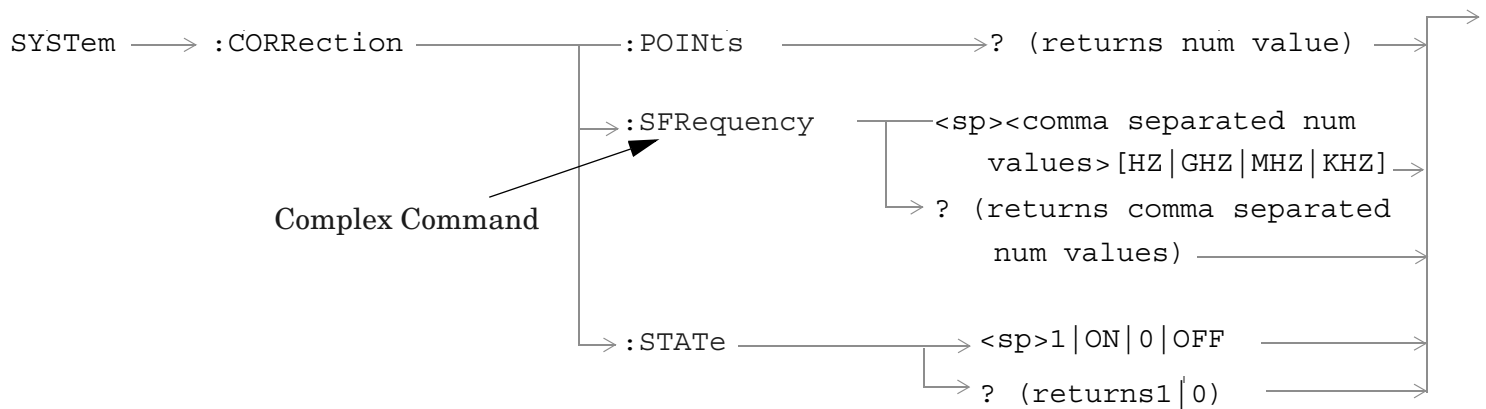 SYSTem :CORRection :POINts ? (returns num value)
:SFRequency <sp><comma separated num
values>[HZ|GHZ|MHZ|KHZ]
? (returns comma separated
num values)
Complex Command
:STATe <sp>1|ON|0|OFF
? (returns1|0)